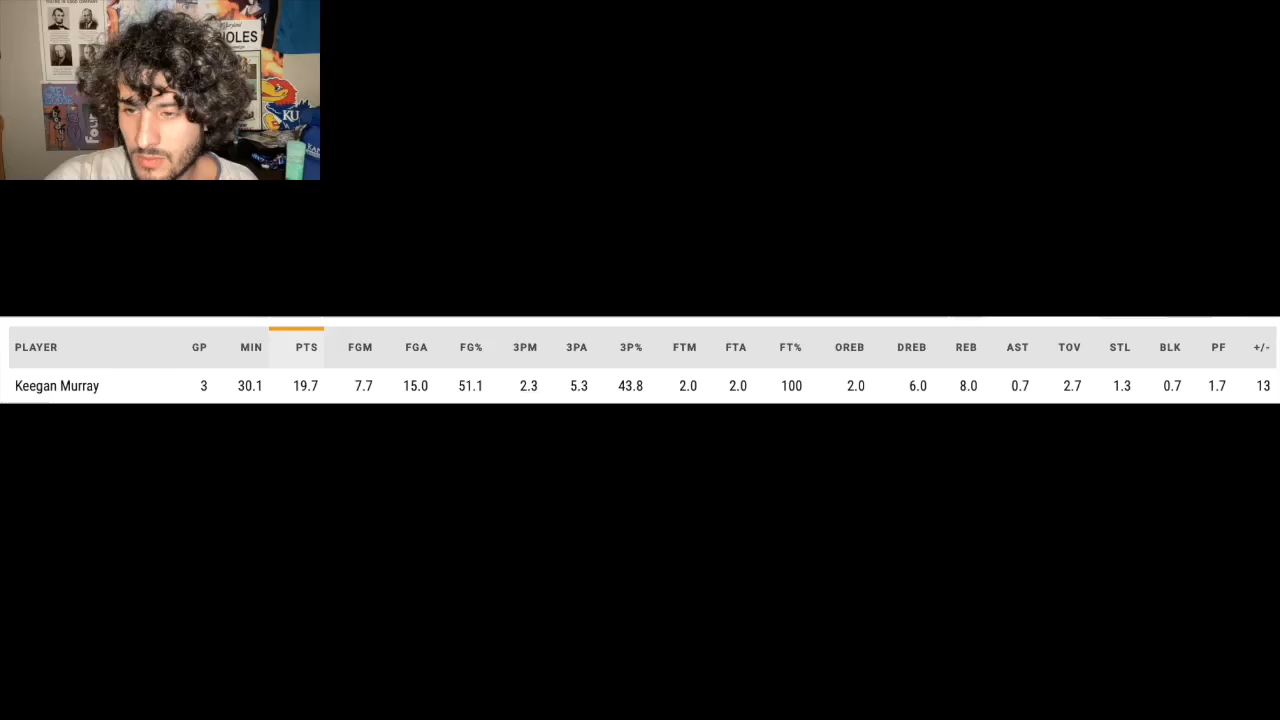 Maryland
IOLES
KU
PLAYER GP MIN PTS FGM FGA FG% 3PM 3PA 3P% FTM FTA FT% OREB DREB REB AST TOV STL BLK PF +/-
Keegan Murray 3 30.1 19.7 7.7 15.0 51.1 2.3 5.3 43.8 2.0 2.0 100 2.0 6.0 8.0 0.7 2.7 1.3 0.7 1.7 13